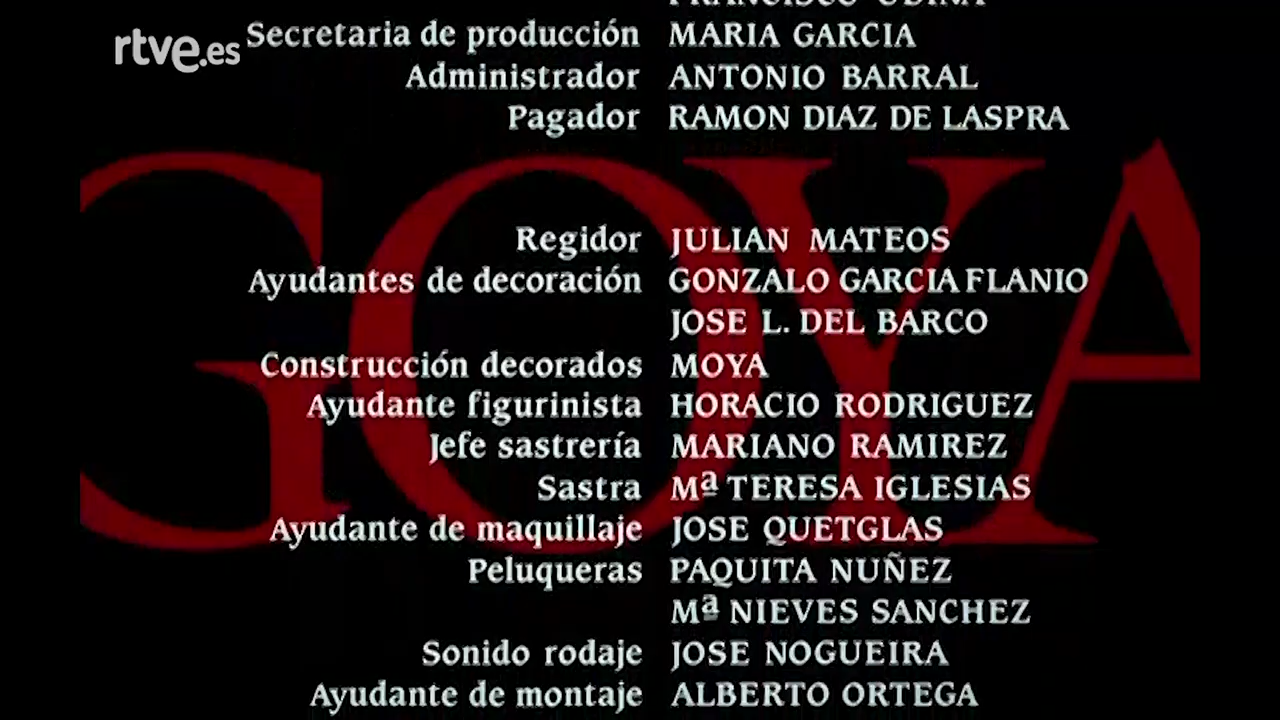 FRANCISCO UDINA
rtve.es
Secretaria de producción MARIA GARCIA
Administrador ANTONIO BARRAL
Pagador RAMON DIAZ DE LASPRA
GOYA
Regidor JULIAN MATEOS
Ayudantes de decoración GONZALO GARCIA FLANIO
JOSE L. DEL BARCO
Construcción decorados MOYA
Ayudante figurinista HORACIO RODRIGUEZ
Jefe sastrería MARIANO RAMIREZ
Sastra Mª TERESA IGLESIAS
Ayudante de maquillaje JOSE QUETGLAS
Peluqueras PAQUITA NUÑEZ
Mª NIEVES SANCHEZ
Sonido rodaje JOSE NOGUEIRA
Ayudante de montaje ALBERTO ORTEGA